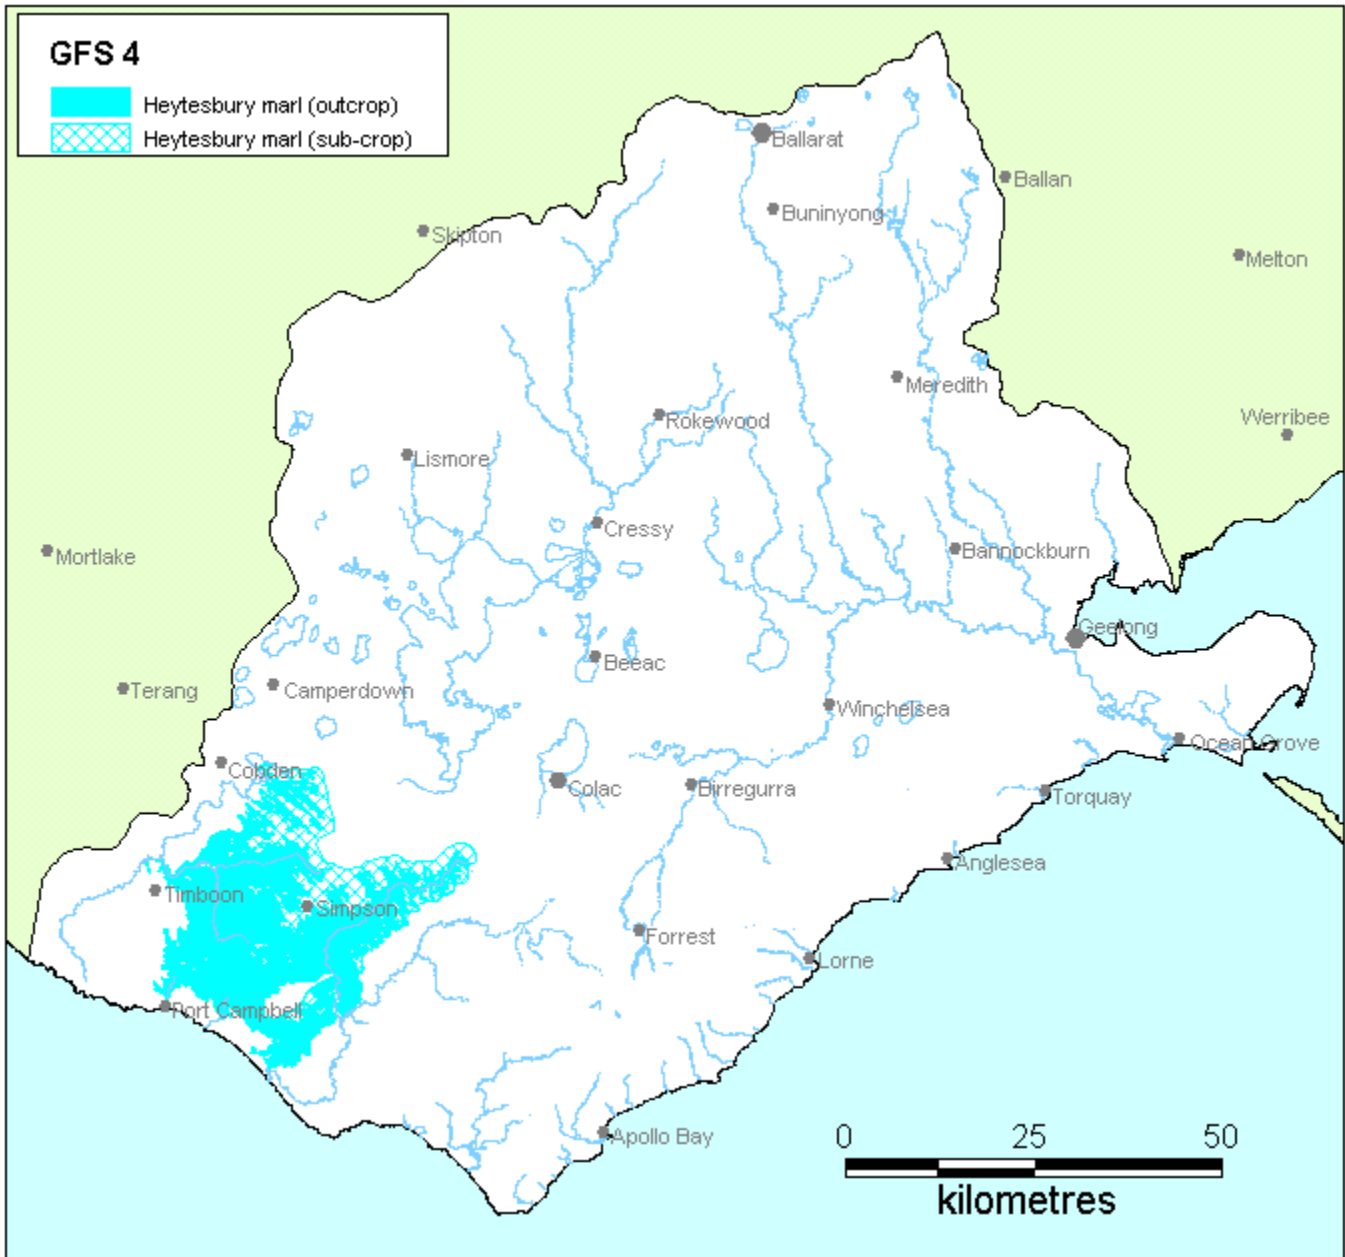 GFS 4
Heytesbury marl (outcrop)
Heytesbury marl (sub-crop)
Ballarat
Ballan
Buninyong
Skipton
Melton
Meredith
Rokewood
Werribee
Lismore
Cressy
Mortlake
Bannockburn
Geelong
Beeac
Terang
Camperdown
Winchelsea
Ocean Grove
Cobden
Colac
Birregurra
Torquay
Anglesea
Timboon
Simpson
Forrest
Lorne
Port Campbell
Apollo Bay
0 25 50
kilometres